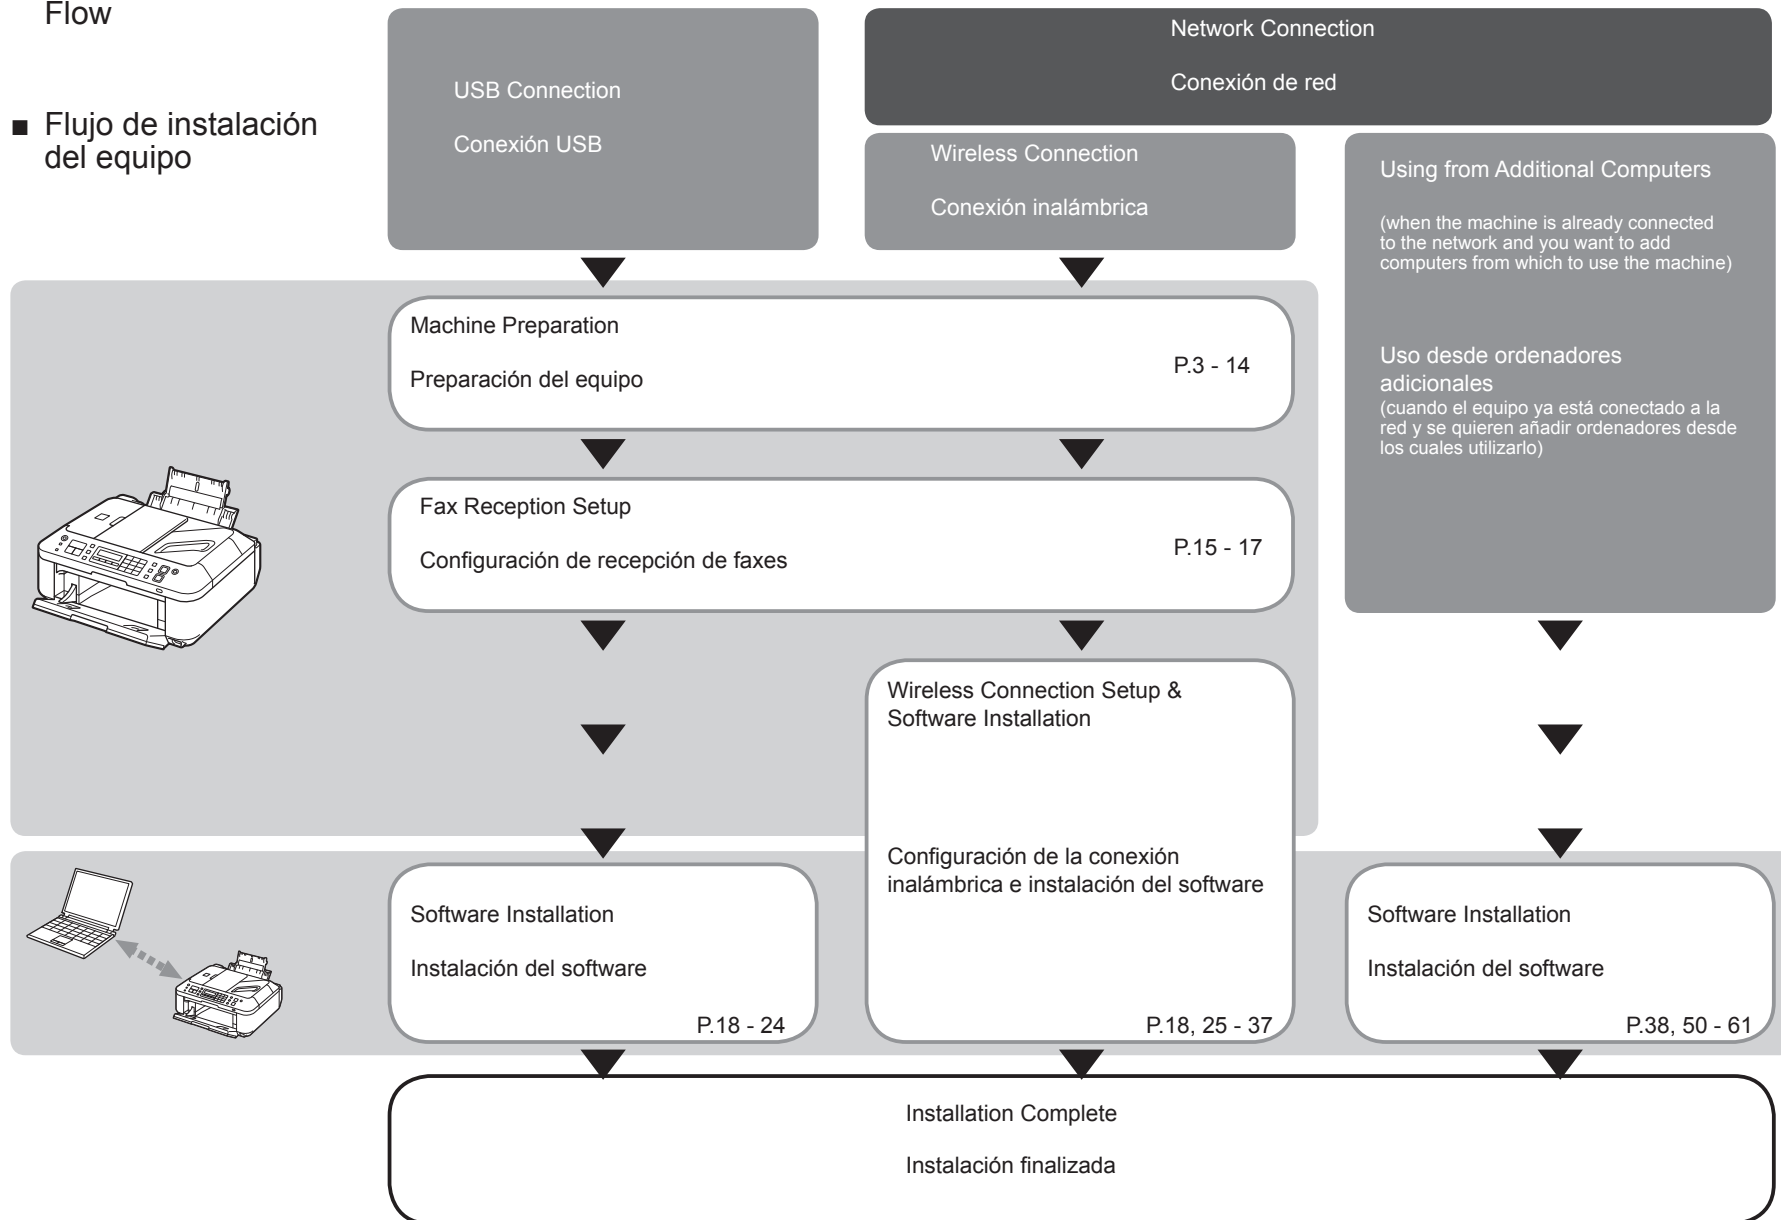 Flow
■ Flujo de instalación
del equipo
USB Connection
Conexión USB
Network Connection
Conexión de red
Wireless Connection
Conexión inalámbrica
Using from Additional Computers
(when the machine is already connected
to the network and you want to add
computers from which to use the machine)
Uso desde ordenadores
adicionales
(cuando el equipo ya está conectado a la
red y se quieren añadir ordenadores desde
los cuales utilizarlo)
Machine Preparation
Preparación del equipo
P.3 - 14
Fax Reception Setup
Configuración de recepción de faxes
P.15 - 17
Wireless Connection Setup &
Software Installation
Configuración de la conexión
inalámbrica e instalación del software
P.18, 25 - 37
Software Installation
Instalación del software
P.18 - 24
Software Installation
Instalación del software
P.38, 50 - 61
Installation Complete
Instalación finalizada